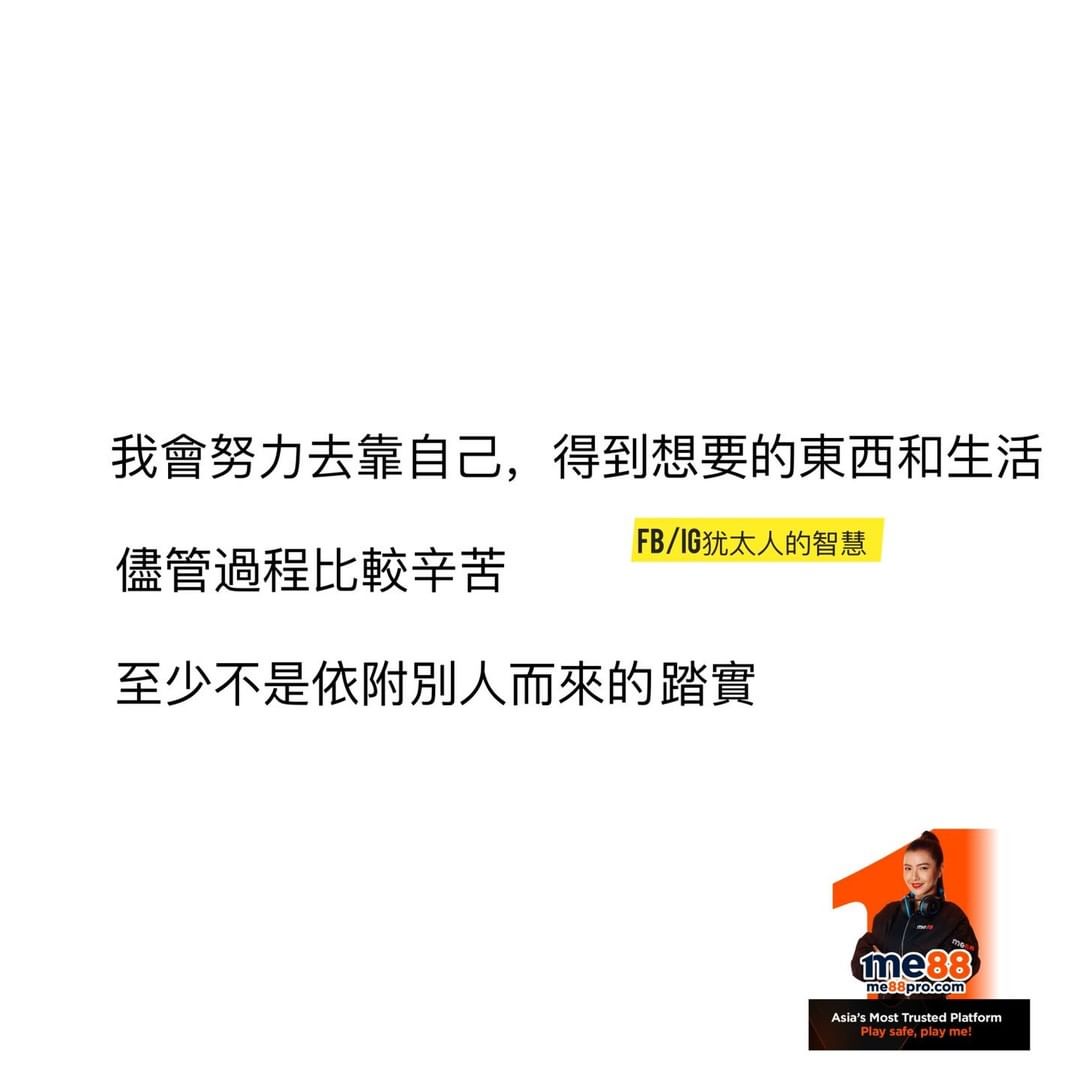 我會努力去靠自己，得到想要的東西和生活
FB/IG犹太人的智慧
儘管過程比較辛苦
至少不是依附別人而來的踏實
me88
me88
me88
me88pro.com
Asia's Most Trusted Platform
Play safe, play me!